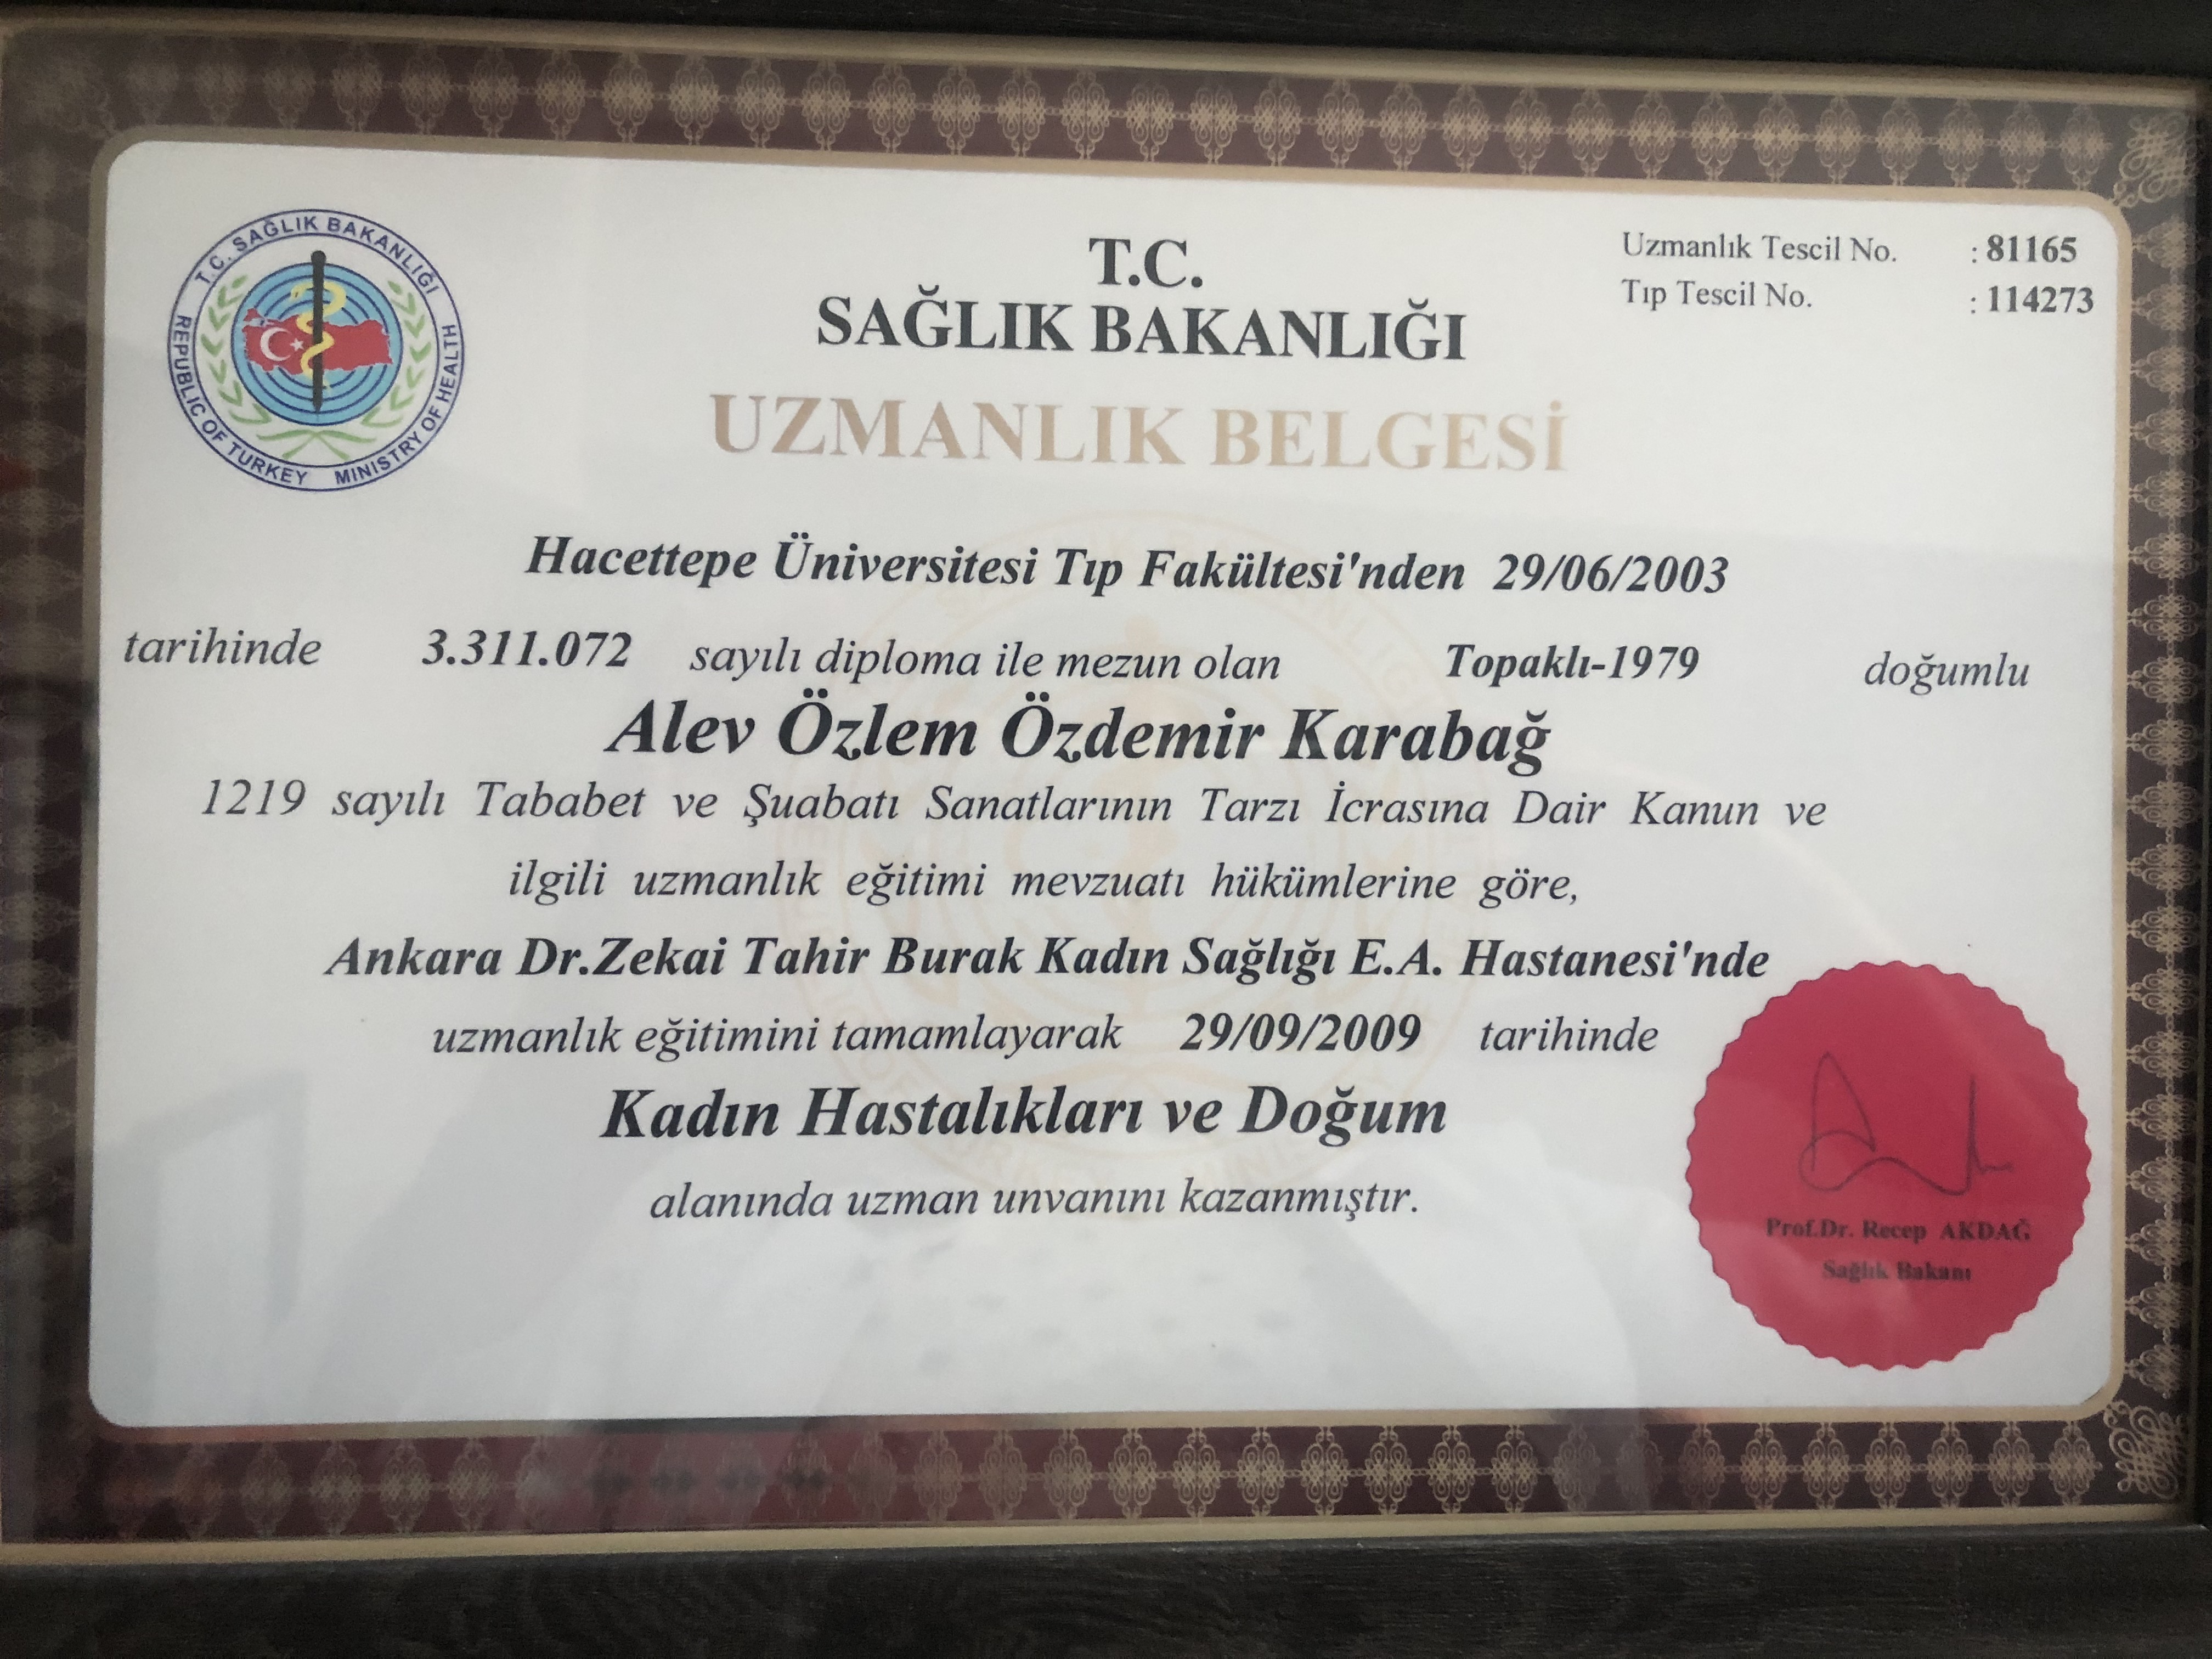 T.C. SAĞLIK BAKANLIĞI
REPUBLIC OF TURKEY MINISTRY OF HEALTH
T.C.
SAĞLIK BAKANLIĞI
UZMANLIK BELGESİ
Uzmanlık Tescil No. : 81165
Tıp Tescil No. : 114273
Hacettepe Üniversitesi Tıp Fakültesi'nden 29/06/2003
tarihinde 3.311.072 sayılı diploma ile mezun olan Topaklı-1979 doğumlu
Alev Özlem Özdemir Karabağ
1219 sayılı Tababet ve Şuabatı Sanatlarının Tarzı İcrasına Dair Kanun ve
ilgili uzmanlık eğitimi mevzuatı hükümlerine göre,
Ankara Dr.Zekai Tahir Burak Kadın Sağlığı E.A. Hastanesi'nde
uzmanlık eğitimini tamamlayarak 29/09/2009 tarihinde
Kadın Hastalıkları ve Doğum
alanında uzman unvanını kazanmıştır.
Prof.Dr. Recep AKDAĞ
Sağlık Bakanı